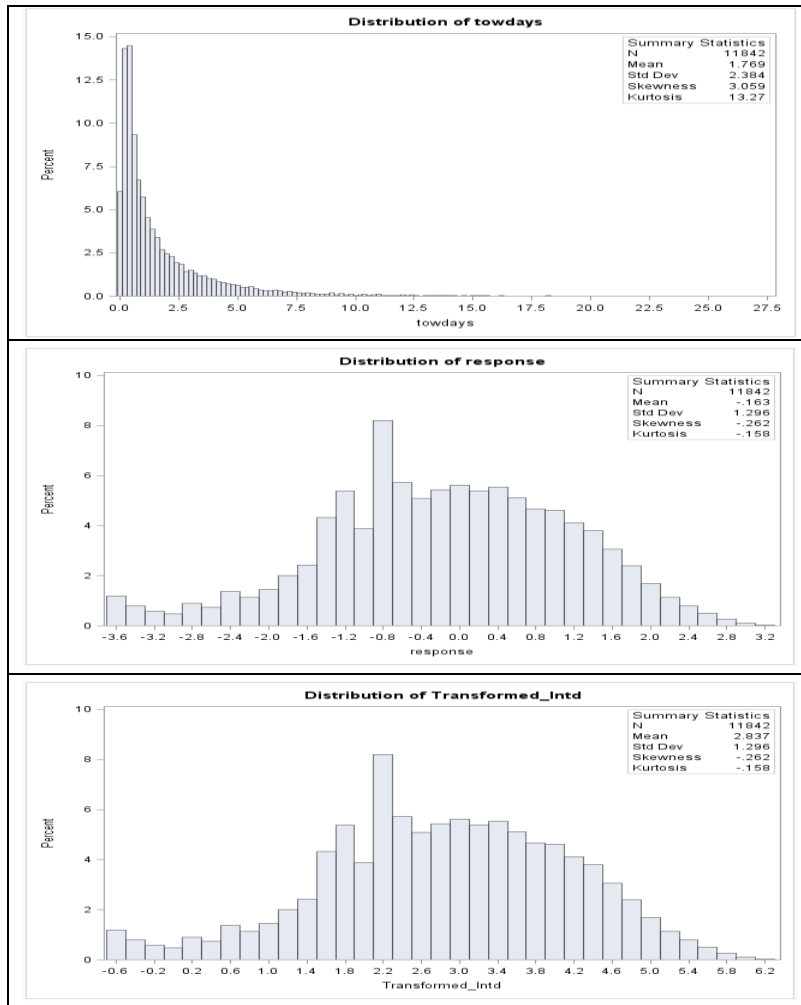 Distribution of towdays
Summary Statistics
N 11842
Mean 1.769
Std Dev 2.384
Skewness 3.059
Kurtosis 13.27
15.0
12.5
10.0
7.5
5.0
2.5
0.0
Percent
0.0 2.5 5.0 7.5 10.0 12.5 15.0 17.5 20.0 22.5 25.0 27.5
towdays
Distribution of response
Summary Statistics
N 11842
Mean -.163
Std Dev 1.296
Skewness -.262
Kurtosis -.158
10
8
6
4
2
0
Percent
-3.6 -3.2 -2.8 -2.4 -2.0 -1.6 -1.2 -0.8 -0.4 0.0 0.4 0.8 1.2 1.6 2.0 2.4 2.8 3.2
response
Distribution of Transformed_lntd
Summary Statistics
N 11842
Mean 2.837
Std Dev 1.296
Skewness -.262
Kurtosis -.158
10
8
6
4
2
0
Percent
-0.6 -0.2 0.2 0.6 1.0 1.4 1.8 2.2 2.6 3.0 3.4 3.8 4.2 4.6 5.0 5.4 5.8 6.2
Transformed_lntd